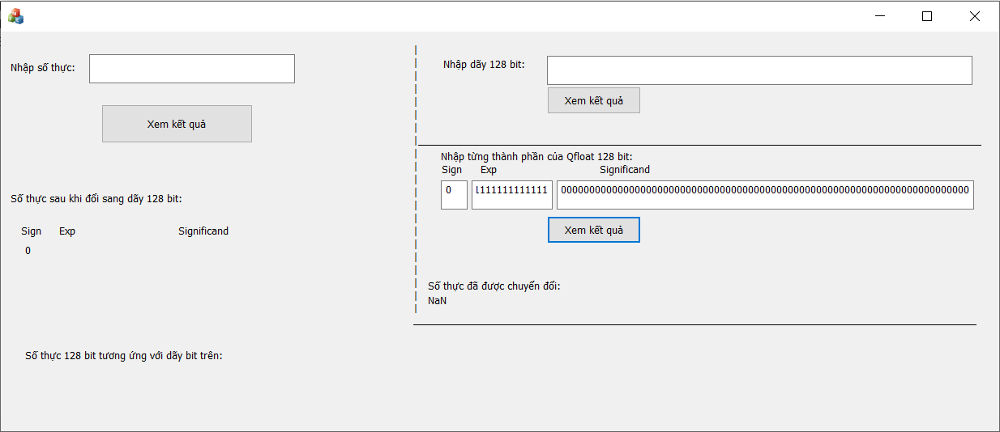 Nhập số thực:
Xem kết quả
Số thực sau khi đổi sang dãy 128 bit:
Sign Exp Significand
0
Số thực 128 bit tương ứng với dãy bit trên:
Nhập dãy 128 bit:
Xem kết quả
Nhập từng thành phần của Qfloat 128 bit:
Sign Exp Significand
0
Xem kết quả
Số thực đã được chuyển đổi:
NaN